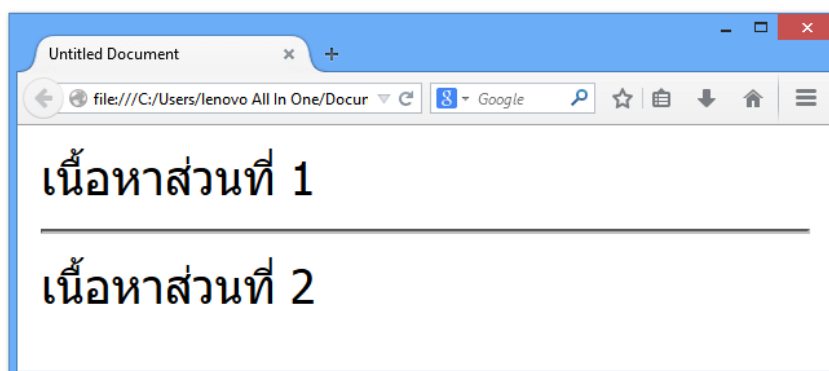 Untitled Document
file:///C:/Users/lenovo All In One/Docur
8 Google
เนื้อหาส่วนที่ 1
เนื้อหาส่วนที่ 2